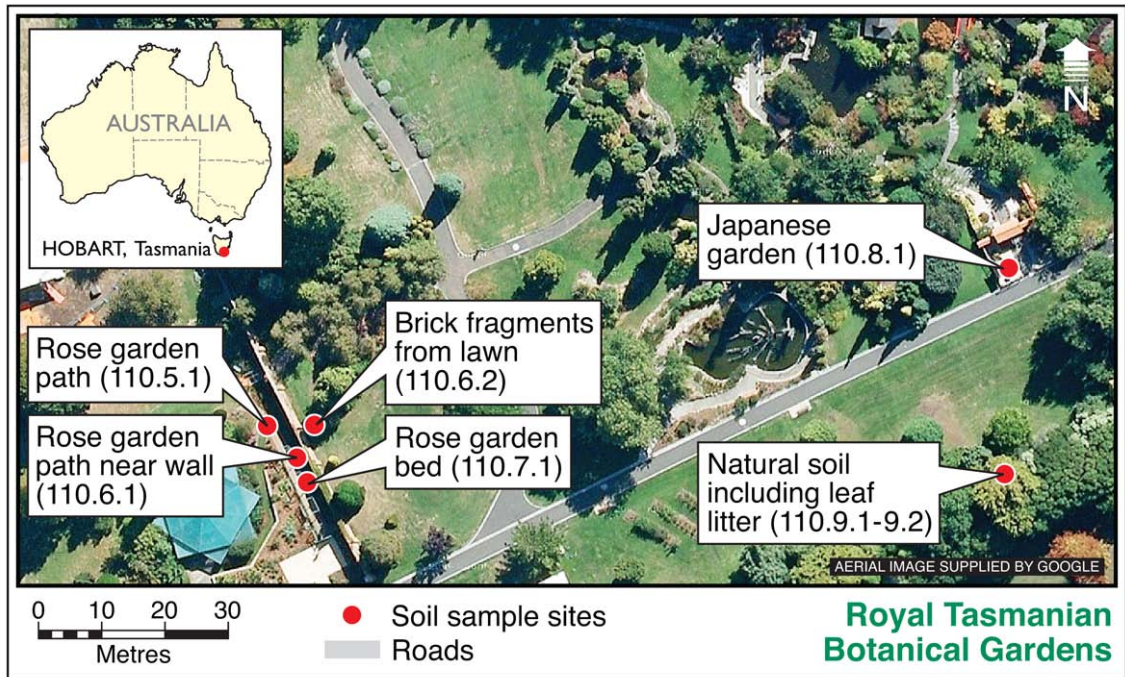 AUSTRALIA
HOBART, Tasmania
N
Japanese
garden (110.8.1)
Brick fragments
from lawn
(110.6.2)
Rose garden
path (110.5.1)
Rose garden
path near wall
(110.6.1)
Rose garden
bed (110.7.1)
Natural soil
including leaf
litter (110.9.1-9.2)
AERIAL IMAGE SUPPLIED BY GOOGLE
0 10 20 30
Metres
Soil sample sites
Roads
Royal Tasmanian
Botanical Gardens